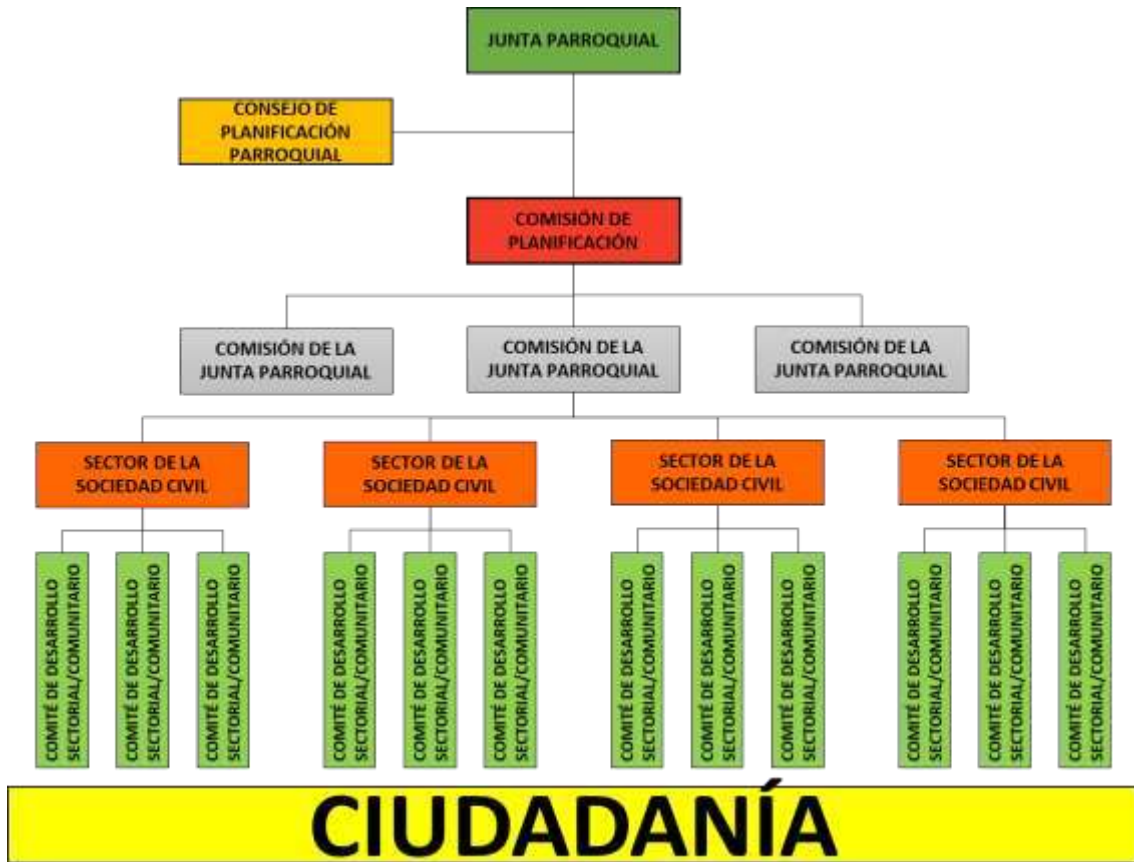 JUNTA PARROQUIAL
CONSEJO DE
PLANIFICACIÓN
PARROQUIAL
COMISIÓN DE
PLANIFICACIÓN
COMISIÓN DE LA
JUNTA PARROQUIAL
COMISIÓN DE LA
JUNTA PARROQUIAL
COMISIÓN DE LA
JUNTA PARROQUIAL
SECTOR DE LA
SOCIEDAD CIVIL
SECTOR DE LA
SOCIEDAD CIVIL
SECTOR DE LA
SOCIEDAD CIVIL
SECTOR DE LA
SOCIEDAD CIVIL
COMITÉ DE DESARROLLO
SECTORIAL/COMUNITARIO
COMITÉ DE DESARROLLO
SECTORIAL/COMUNITARIO
COMITÉ DE DESARROLLO
SECTORIAL/COMUNITARIO
COMITÉ DE DESARROLLO
SECTORIAL/COMUNITARIO
COMITÉ DE DESARROLLO
SECTORIAL/COMUNITARIO
COMITÉ DE DESARROLLO
SECTORIAL/COMUNITARIO
COMITÉ DE DESARROLLO
SECTORIAL/COMUNITARIO
COMITÉ DE DESARROLLO
SECTORIAL/COMUNITARIO
COMITÉ DE DESARROLLO
SECTORIAL/COMUNITARIO
COMITÉ DE DESARROLLO
SECTORIAL/COMUNITARIO
COMITÉ DE DESARROLLO
SECTORIAL/COMUNITARIO
COMITÉ DE DESARROLLO
SECTORIAL/COMUNITARIO
CIUDADANÍA